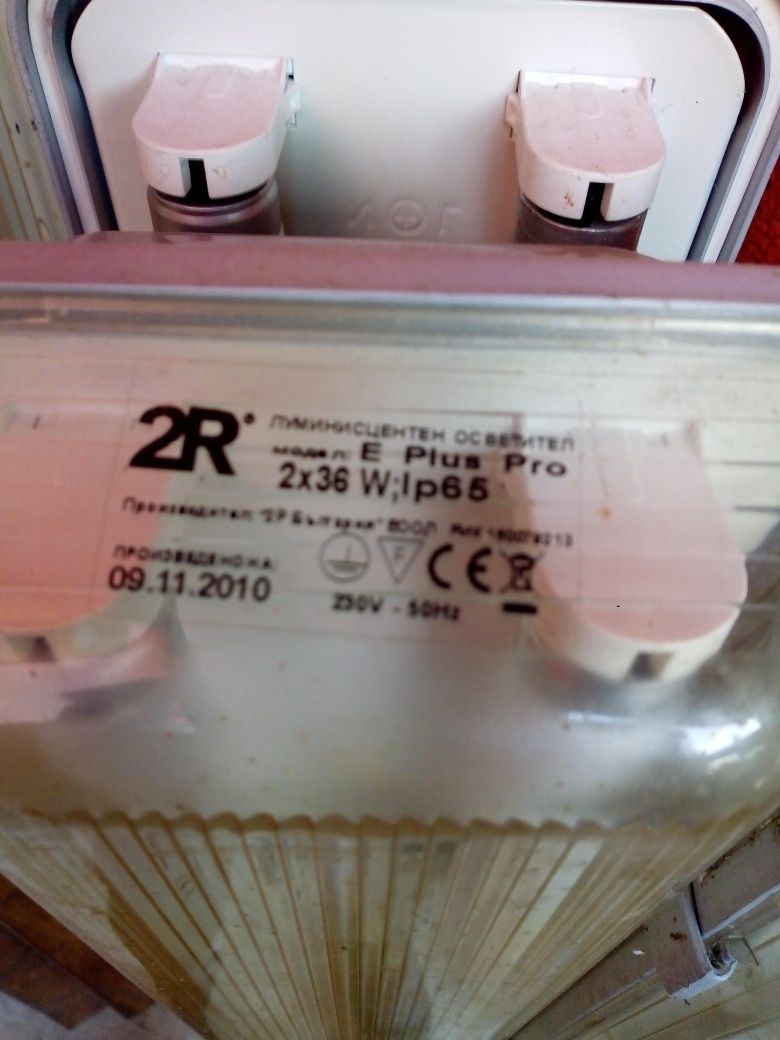 2R®
ЛУМИНИСЦЕНТЕН ОСВЕТИТЕЛ
модел: E Plus Pro
2x36 W;Ip65
Производител: "2Р България" ЕООД
ПРОИЗВЕДЕНО НА:
09.11.2010
F CE
230V - 50Hz